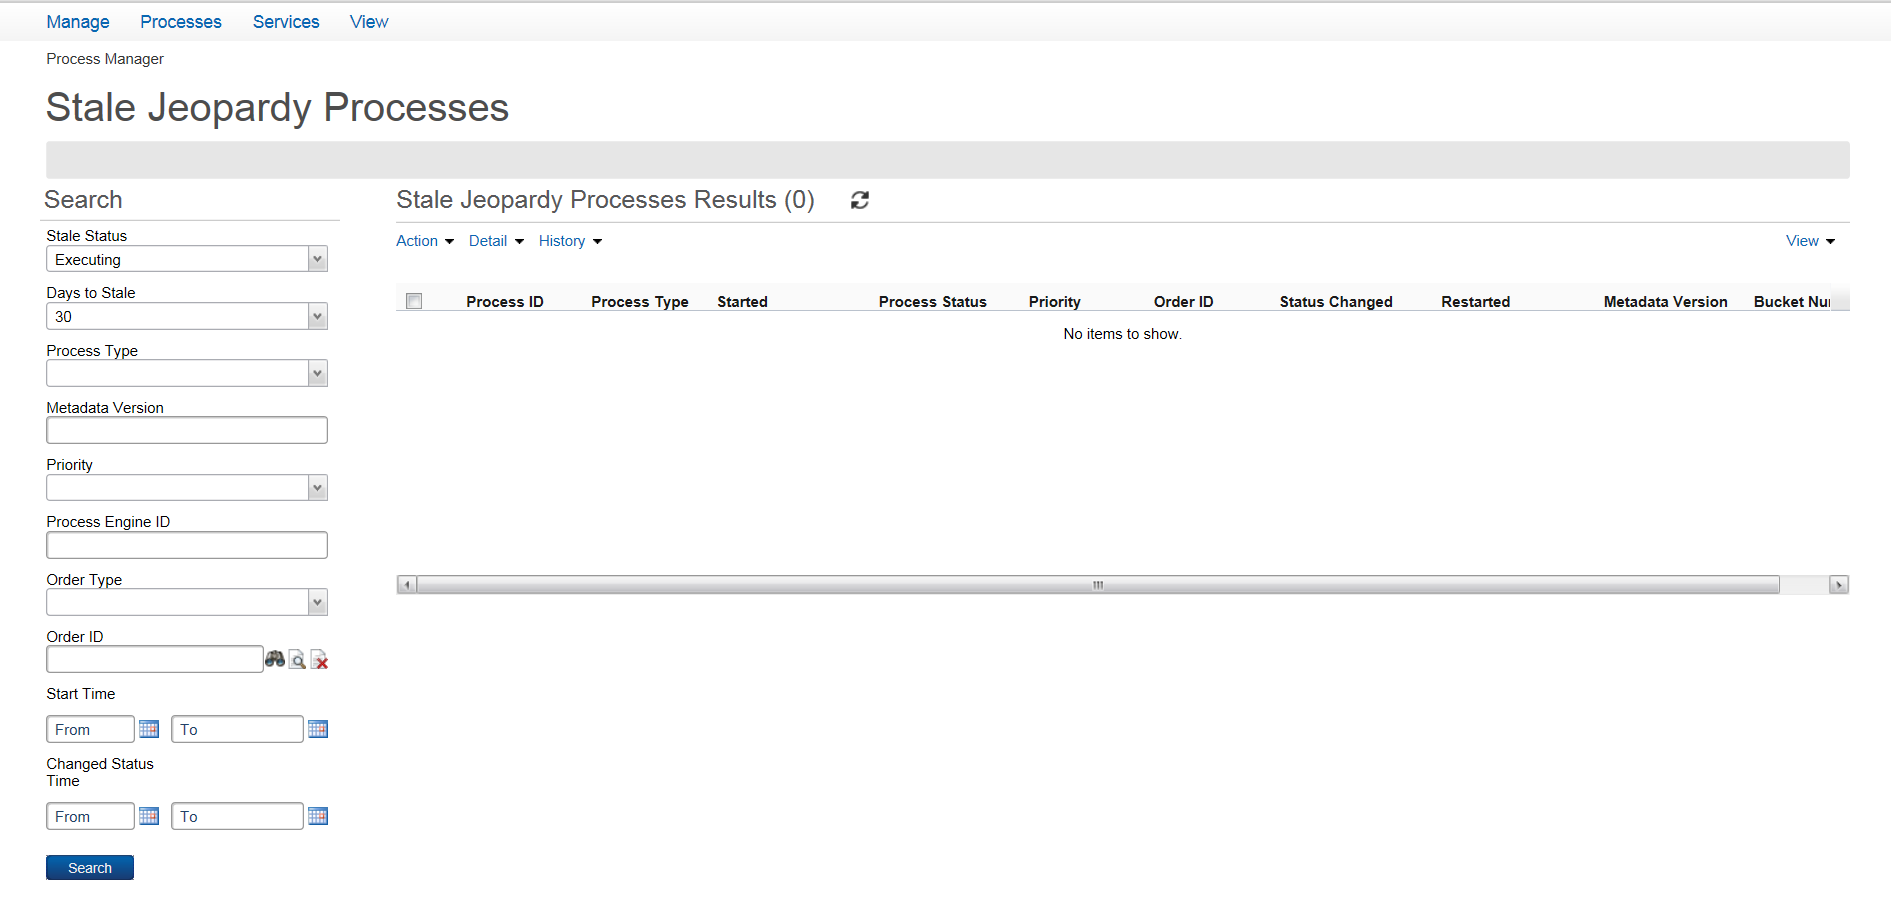 Manage Processes Services View
Process Manager
Stale Jeopardy Processes
Search
Stale Status
Executing
Days to Stale
30
Process Type
Metadata Version
Priority
Process Engine ID
Order Type
Order ID
Start Time
From To
Changed Status
Time
From To
Search
Stale Jeopardy Processes Results (0)
Action Detail History View
Process ID Process Type Started Process Status Priority Order ID Status Changed Restarted Metadata Version Bucket Nu
No items to show.